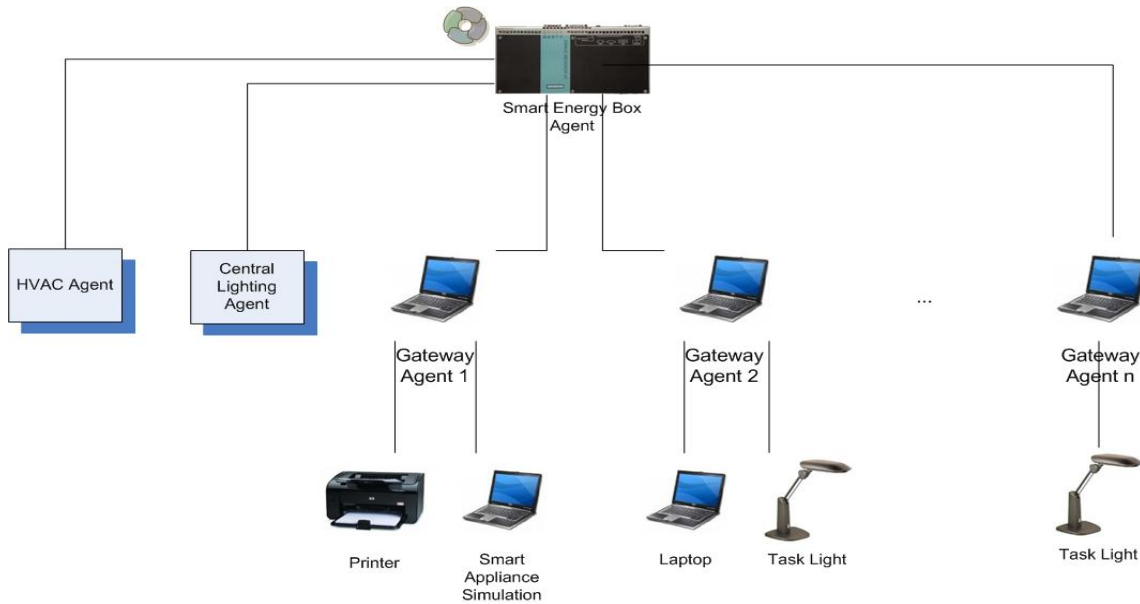 Smart Energy Box
Agent
HVAC Agent
Central
Lighting
Agent
...
Gateway
Agent 1
Gateway
Agent 2
Gateway
Agent n
Printer
Smart
Appliance
Simulation
Laptop
Task Light
Task Light